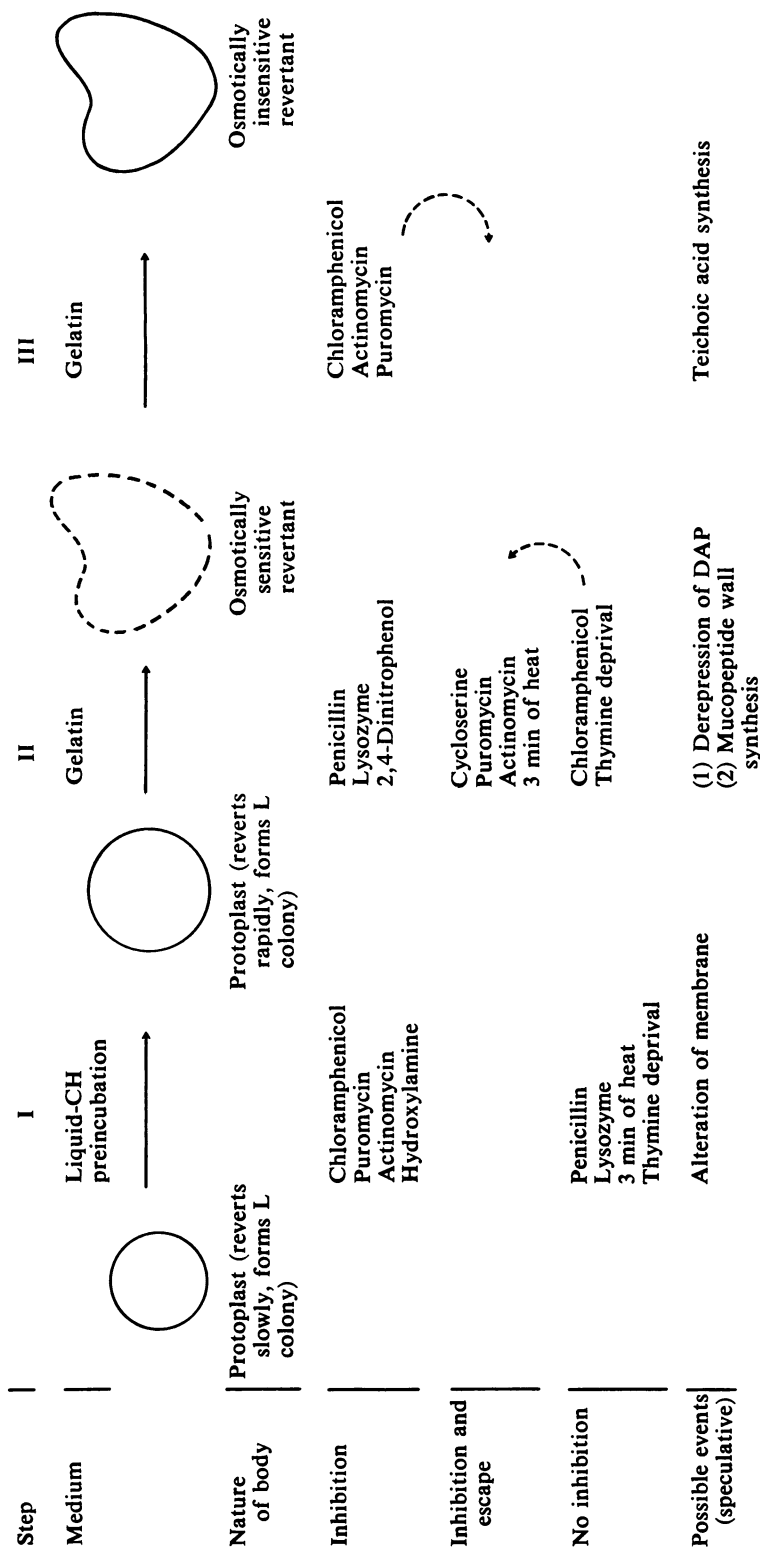 Step
I
II
III
Medium
Liquid-CH
preincubation
Gelatin
Gelatin
Nature
of body
Protoplast (reverts
slowly, forms L
colony)
Protoplast (reverts
rapidly, forms L
colony)
Osmotically
sensitive
revertant
Osmotically
insensitive
revertant
Inhibition
Chloramphenicol
Puromycin
Actinomycin
Hydroxylamine
Penicillin
Lysozyme
2,4-Dinitrophenol
Chloramphenicol
Actinomycin
Puromycin
Inhibition and
escape
Cycloserine
Puromycin
Actinomycin
3 min of heat
No inhibition
Penicillin
Lysozyme
3 min of heat
Thymine deprival
Chloramphenicol
Thymine deprival
Possible events
(speculative)
Alteration of membrane
(1) Derepression of DAP
(2) Mucopeptide wall
synthesis
Teichoic acid synthesis